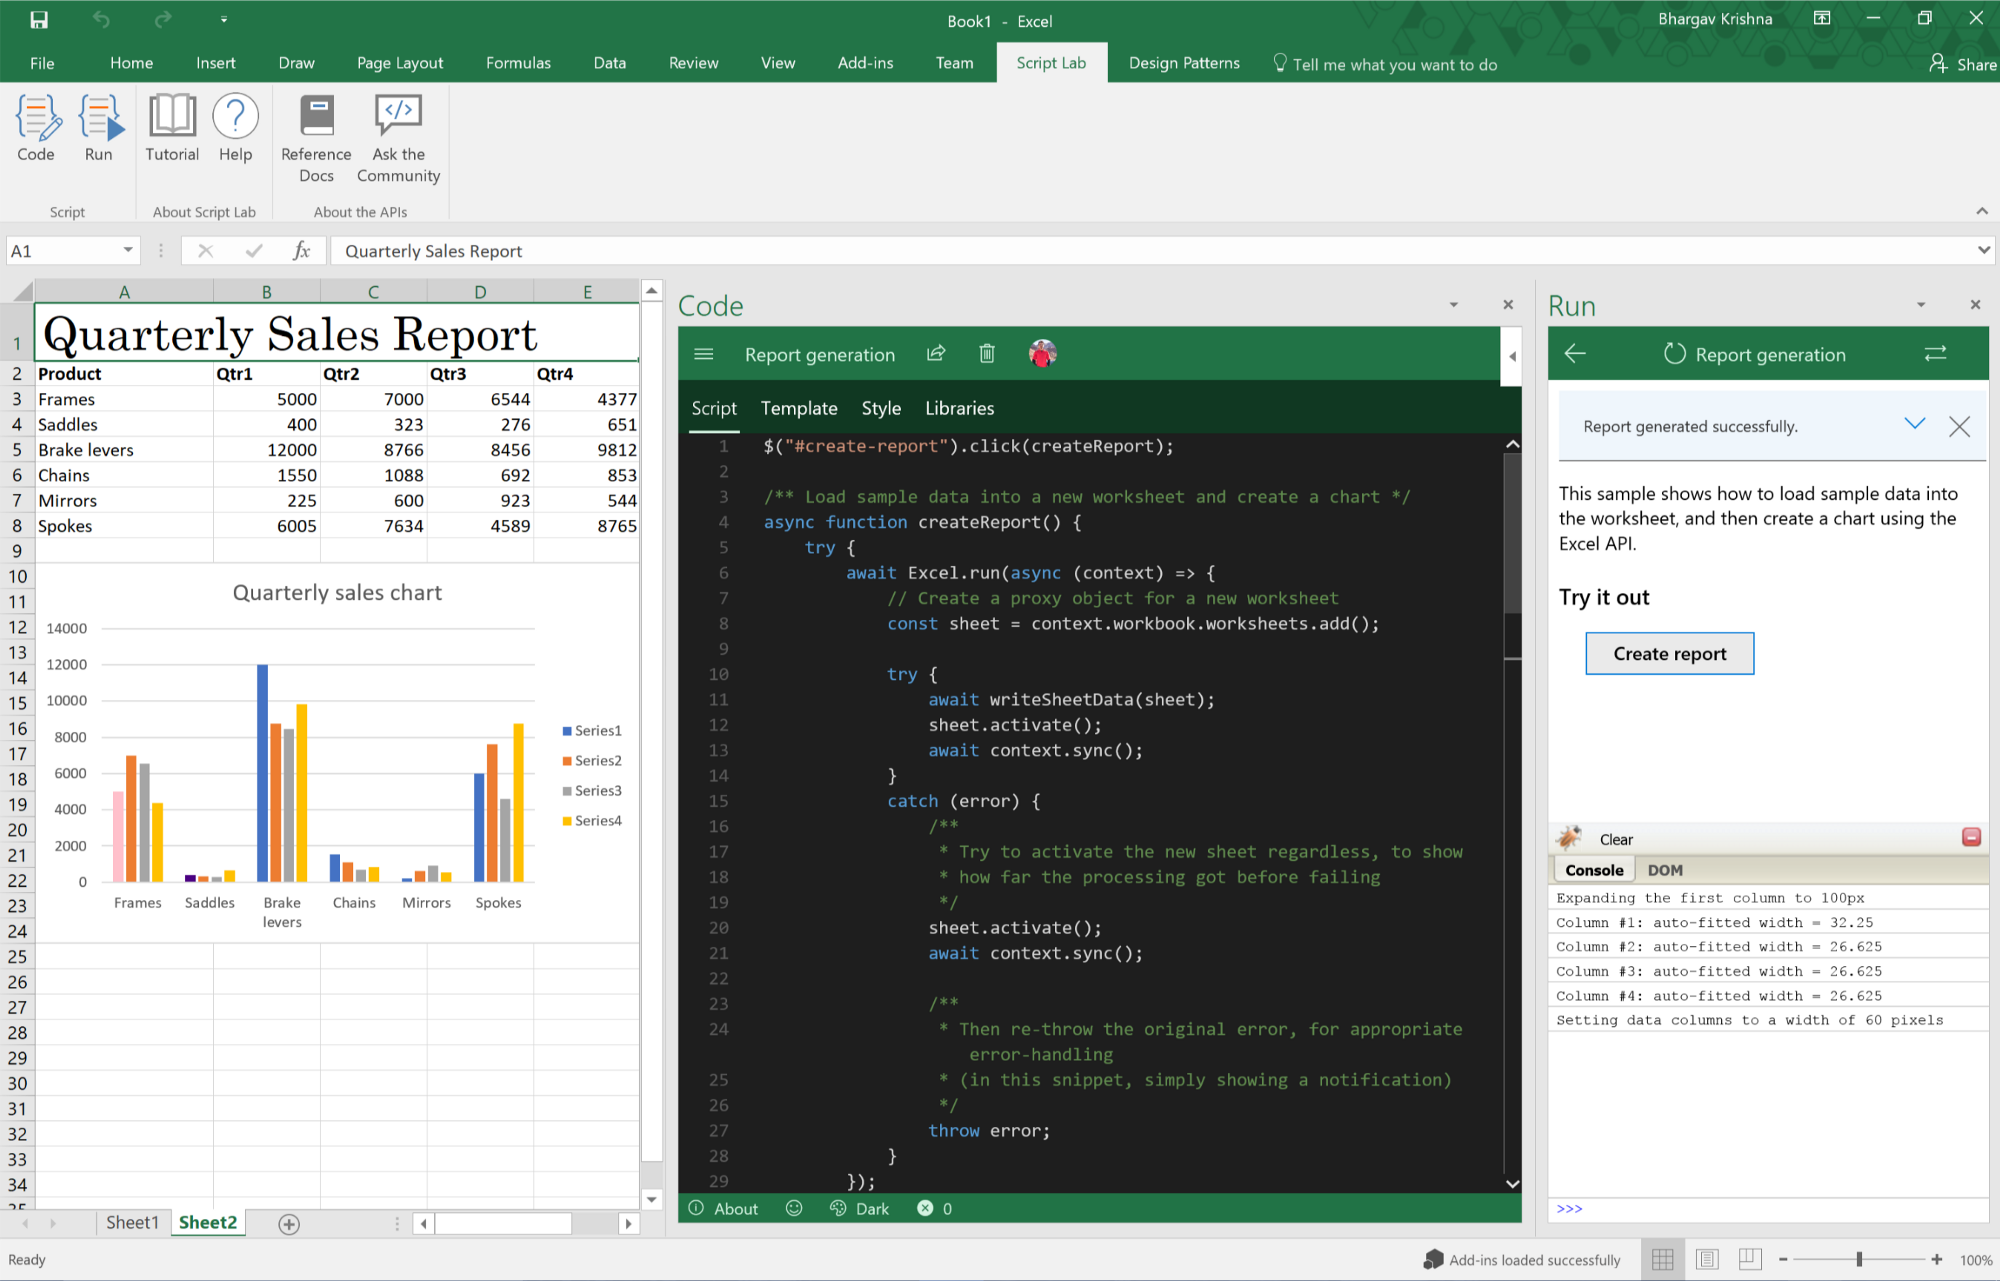 Book1 - Excel
Bhargav Krishna
File Home Insert Draw Page Layout Formulas Data Review View Add-ins Team Script Lab Design Patterns Tell me what you want to do Share
Code Run Tutorial Help Reference Docs Ask the Community
Script About Script Lab About the APIs
A1 fx Quarterly Sales Report
A B C D E
1 Quarterly Sales Report
2 Product Qtr1 Qtr2 Qtr3 Qtr4
3 Frames 5000 7000 6544 4377
4 Saddles 400 323 276 651
5 Brake levers 12000 8766 8456 9812
6 Chains 1550 1088 692 853
7 Mirrors 225 600 923 544
8 Spokes 6005 7634 4589 8765
9
10
11
12
13
14
15
16
17
18
19
20
21
22
23
24
25
26
27
28
29
30
31
32
33
34
Quarterly sales chart
14000
12000
10000
8000
6000
4000
2000
0
Frames Saddles Brake levers Chains Mirrors Spokes
Series1
Series2
Series3
Series4
Sheet1 Sheet2
Code
Report generation
Script Template Style Libraries
1 $("#create-report").click(createReport);
2
3 /** Load sample data into a new worksheet and create a chart */
4 async function createReport() {
5 try {
6 await Excel.run(async (context) => {
7 // Create a proxy object for a new worksheet
8 const sheet = context.workbook.worksheets.add();
9
10 try {
11 await writeSheetData(sheet);
12 sheet.activate();
13 await context.sync();
14 }
15 catch (error) {
16 /**
17 * Try to activate the new sheet regardless, to show
18 * how far the processing got before failing
19 */
20 sheet.activate();
21 await context.sync();
22
23 /**
24 * Then re-throw the original error, for appropriate
error-handling
25 * (in this snippet, simply showing a notification)
26 */
27 throw error;
28 }
29 });
About Dark 0
Run
Report generation
Report generated successfully.
This sample shows how to load sample data into
the worksheet, and then create a chart using the
Excel API.
Try it out
Create report
Clear
Console DOM
Expanding the first column to 100px
Column #1: auto-fitted width = 32.25
Column #2: auto-fitted width = 26.625
Column #3: auto-fitted width = 26.625
Column #4: auto-fitted width = 26.625
Setting data columns to a width of 60 pixels
>>>
Ready
Add-ins loaded successfully
100%